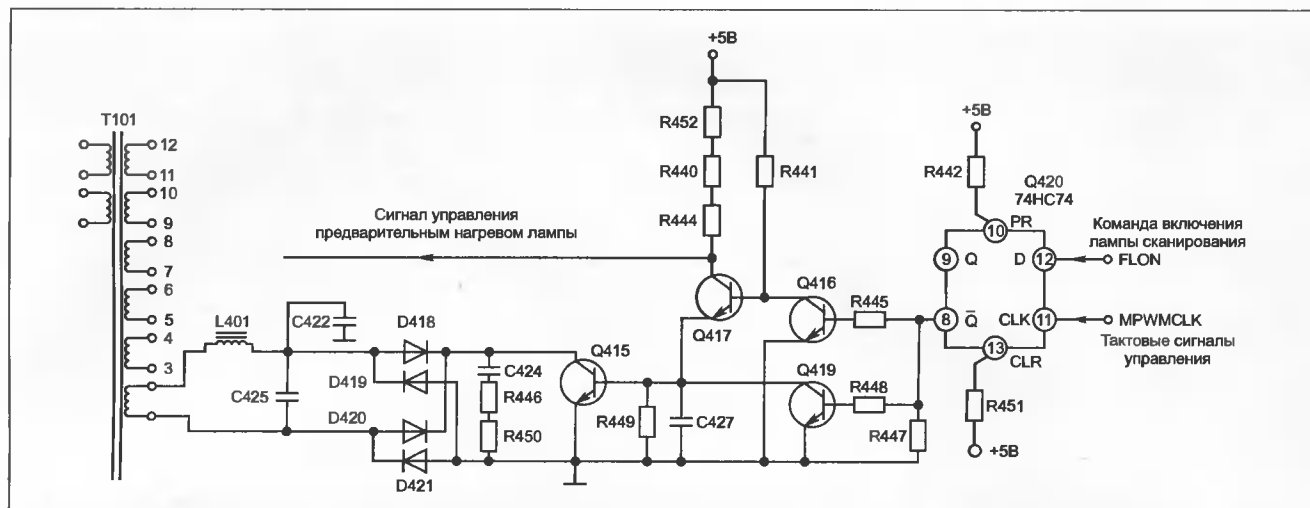 +5В
T101
12
11
10
9
8
7
6
5
4
3
R452
R440
R444
R441
+5В
R442
Q420
74HC74
10
PR
Сигнал управления
предварительным нагревом лампы
Команда включения
лампы сканирования
9
Q
D
12
FLON
Q417
Q416
R445
8
Q̄
CLK
11
MPWMCLK
Тактовые сигналы
управления
13
CLR
L401
C422
D418
Q415
Q419
C425
D419
C424
R446
R448
D420
R450
R449
C427
R447
R451
D421
+5В